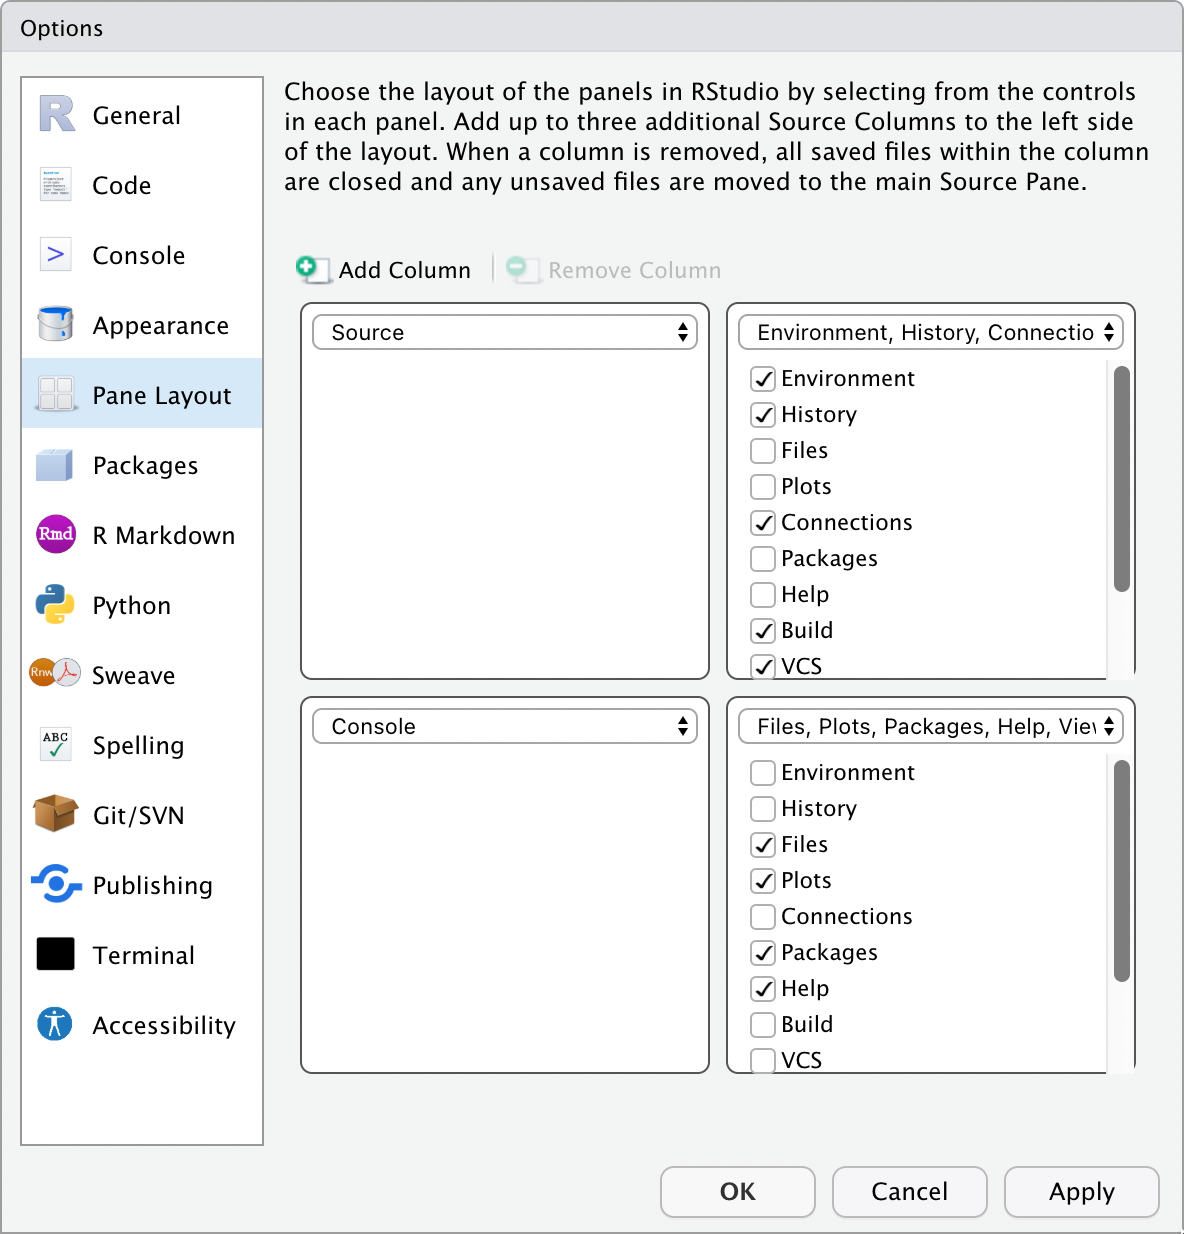 Options
General
Code
Console
Appearance
Pane Layout
Packages
Rmd
R Markdown
Python
Rnw
Sweave
ABC
Spelling
Git/SVN
Publishing
Terminal
Accessibility
Choose the layout of the panels in RStudio by selecting from the controls
in each panel. Add up to three additional Source Columns to the left side
of the layout. When a column is removed, all saved files within the column
are closed and any unsaved files are moved to the main Source Pane.
Add Column
Remove Column
Source
Environment, History, Connectio
Environment
History
Files
Plots
Connections
Packages
Help
Build
VCS
Console
Files, Plots, Packages, Help, View
Environment
History
Files
Plots
Connections
Packages
Help
Build
VCS
OK
Cancel
Apply